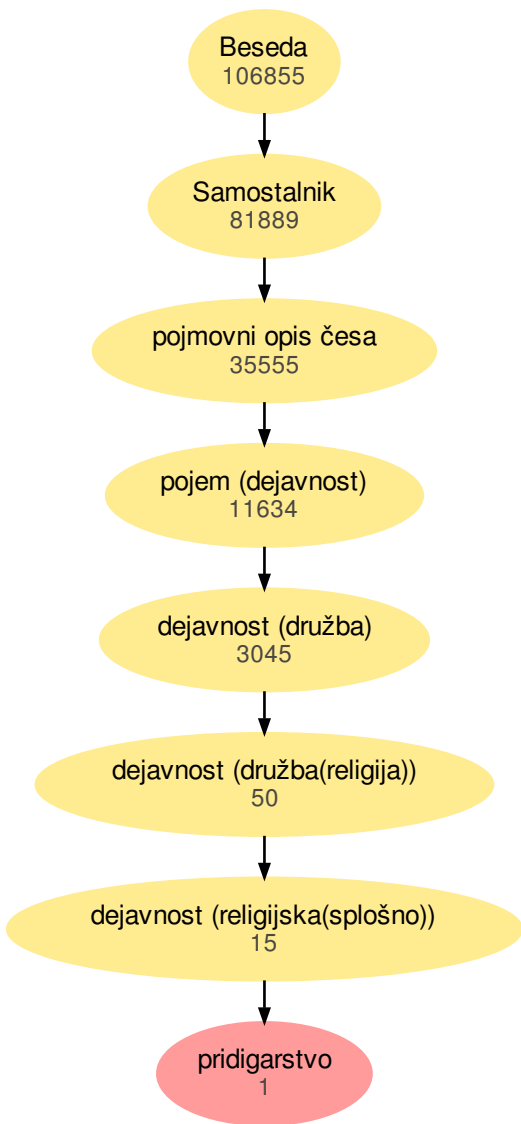 Beseda
106855
Samostalnik
81889
pojmovni opis česa
35555
pojem (dejavnost)
11634
dejavnost (družba)
3045
dejavnost (družba(religija))
50
dejavnost (religijska(splošno))
15
pridigarstvo
1